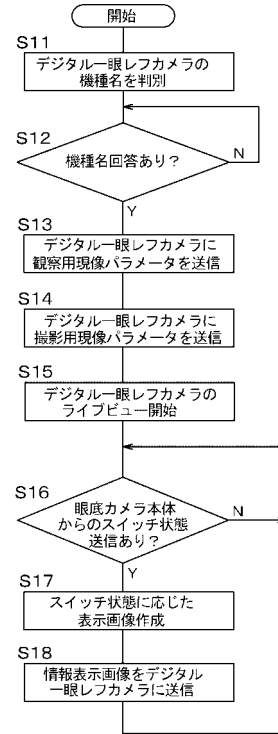 開始
S11
デジタル一眼レフカメラの
機種名を判別
S12
機種名回答あり？
N
Y
S13
デジタル一眼レフカメラに
観察用現像パラメータを送信
S14
デジタル一眼レフカメラに
撮影用現像パラメータを送信
S15
デジタル一眼レフカメラの
ライブビュー開始
S16
眼底カメラ本体
からのスイッチ状態
送信あり？
N
Y
S17
スイッチ状態に応じた
表示画像作成
S18
情報表示画像をデジタル
一眼レフカメラに送信